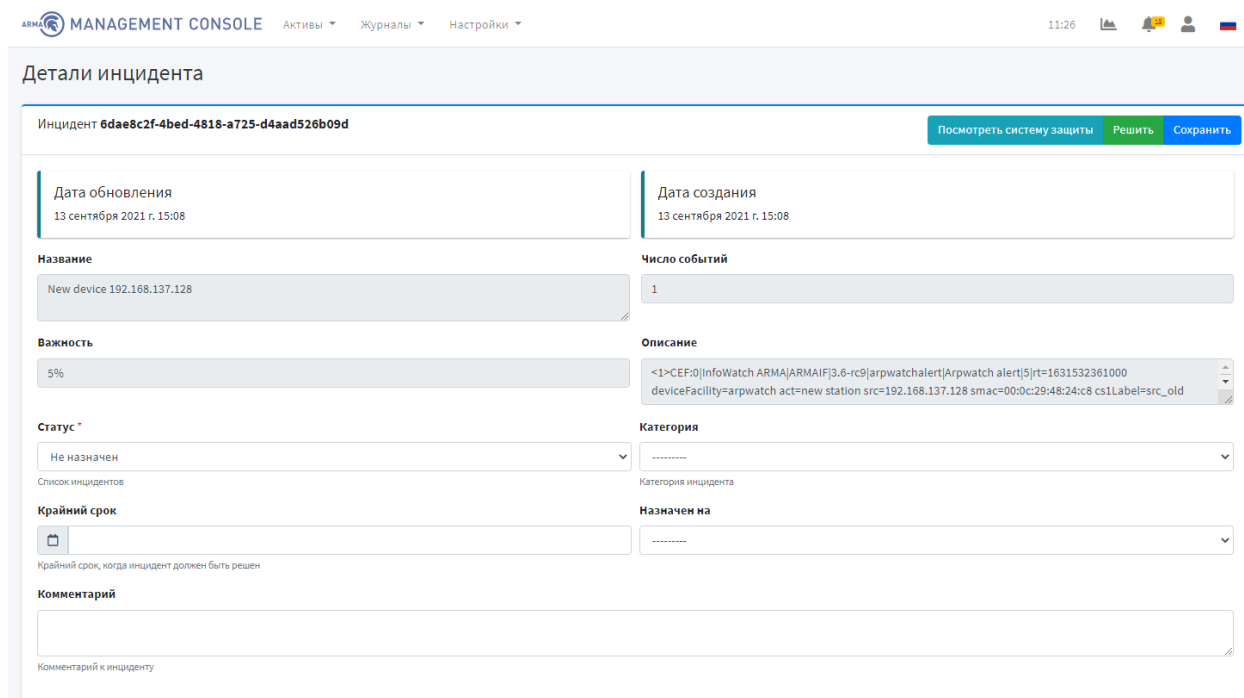 ARMA MANAGEMENT CONSOLE Активы Журналы Настройки 11:26
Детали инцидента
Инцидент 6dae8c2f-4bed-4818-a725-d4aad526b09d Посмотреть систему защиты Решить Сохранить
Дата обновления
13 сентября 2021 г. 15:08
Дата создания
13 сентября 2021 г. 15:08
Название
New device 192.168.137.128
Число событий
1
Важность
5%
Описание
<1>CEF:0|InfoWatch ARMA|ARMAIF|3.6-rc9|arpwatchalert|Arpwatch alert|5|rt=1631532361000
deviceFacility=arpwatch act=new station src=192.168.137.128 smac=00:0c:29:48:24:c8 cs1Label=src_old
Статус *
Не назначен
Список инцидентов
Категория
---------
Категория инцидента
Крайний срок
Крайний срок, когда инцидент должен быть решен
Назначен на
---------
Комментарий
Комментарий к инциденту